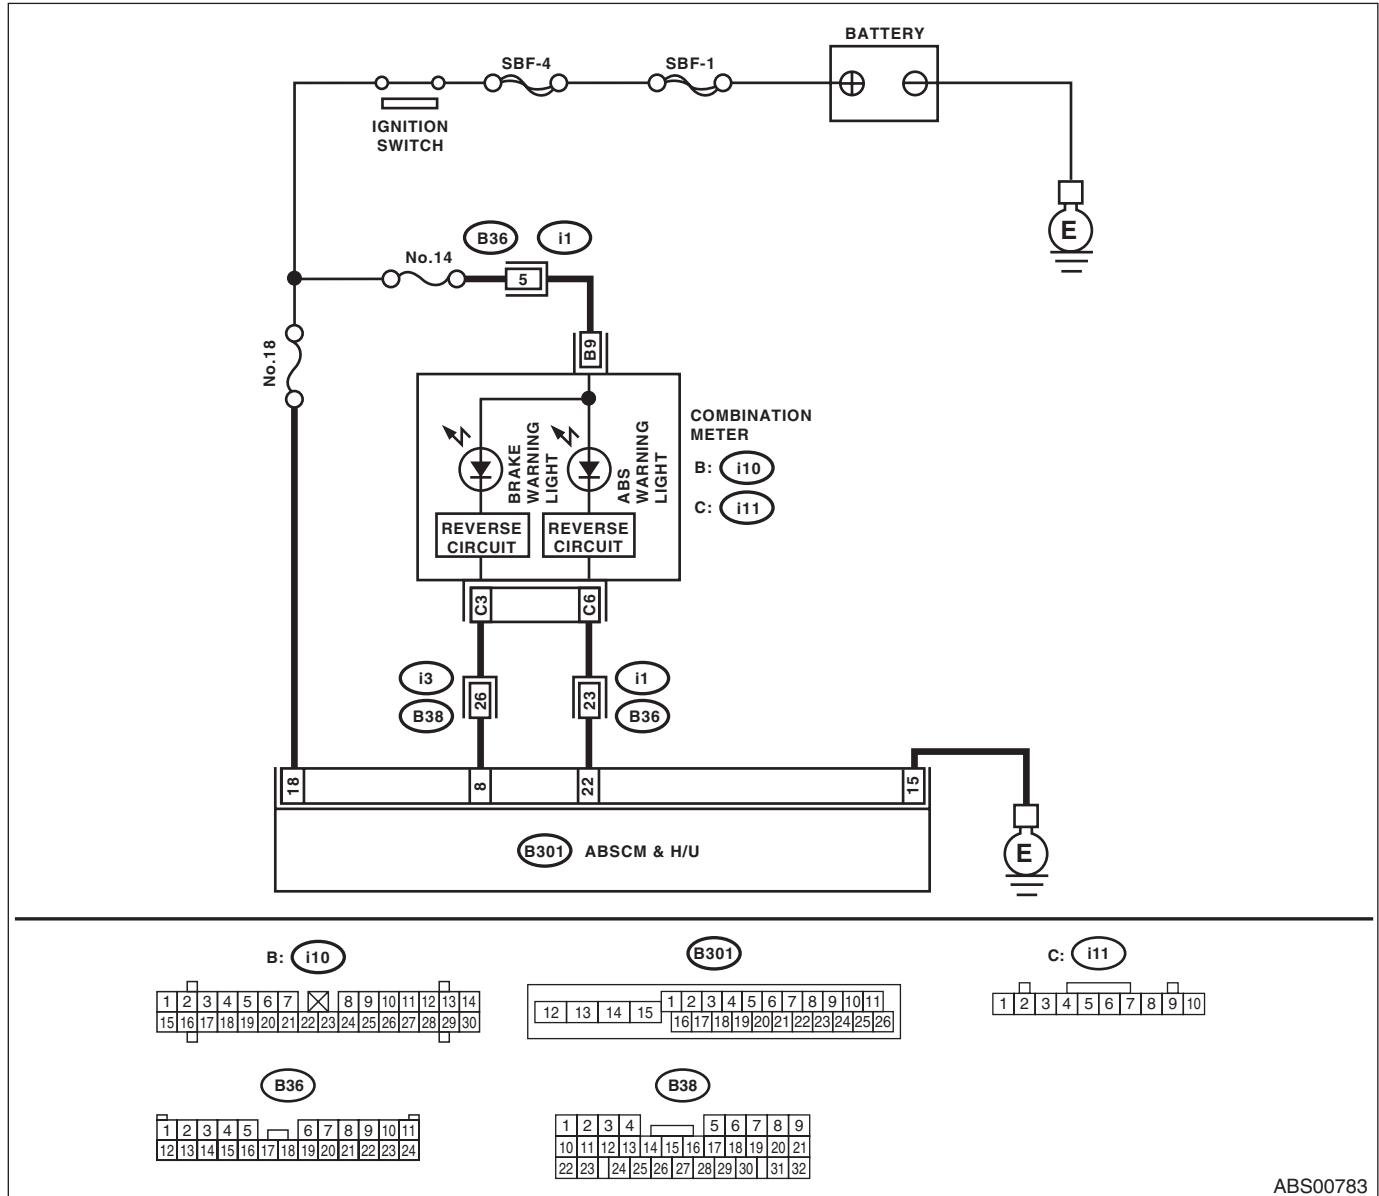 BATTERY
SBF-4
SBF-1
IGNITION
SWITCH
E
B36
i1
No.14
5
B9
No.18
COMBINATION
METER
B: i10
C: i11
BRAKE
WARNING
LIGHT
ABS
WARNING
LIGHT
REVERSE
CIRCUIT
REVERSE
CIRCUIT
C3
C6
i3
B38
26
23
i1
B36
18
8
22
15
E
B301 ABSCM & H/U
B: i10
1 2 3 4 5 6 7 8 9 10 11 12 13 14
15 16 17 18 19 20 21 22 23 24 25 26 27 28 29 30
B301
1 2 3 4 5 6 7 8 9 10 11
12 13 14 15
16 17 18 19 20 21 22 23 24 25 26
C: i11
1 2 3 4 5 6 7 8 9 10
B36
1 2 3 4 5 6 7 8 9 10 11
12 13 14 15 16 17 18 19 20 21 22 23 24
B38
1 2 3 4 5 6 7 8 9
10 11 12 13 14 15 16 17 18 19 20 21
22 23 24 25 26 27 28 29 30 31 32
ABS00783